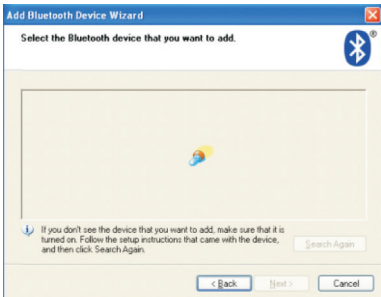 Add Bluetooth Device Wizard
Select the Bluetooth device that you want to add.
®
If you don't see the device that you want to add, make sure that it is
turned on. Follow the setup instructions that came with the device,
and then click Search Again.
Search Again
< Back
Next >
Cancel